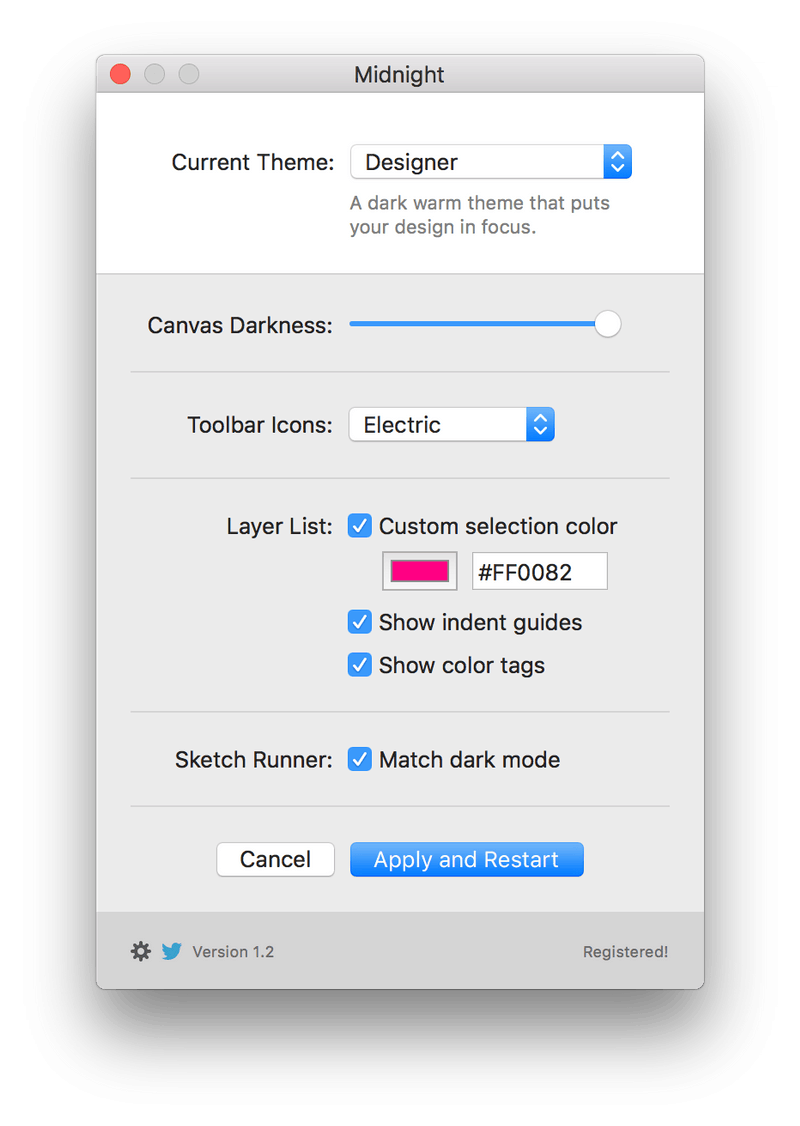 Midnight
Current Theme: Designer
A dark warm theme that puts
your design in focus.
Canvas Darkness:
Toolbar Icons: Electric
Layer List: Custom selection color
#FF0082
Show indent guides
Show color tags
Sketch Runner: Match dark mode
Cancel Apply and Restart
Version 1.2 Registered!